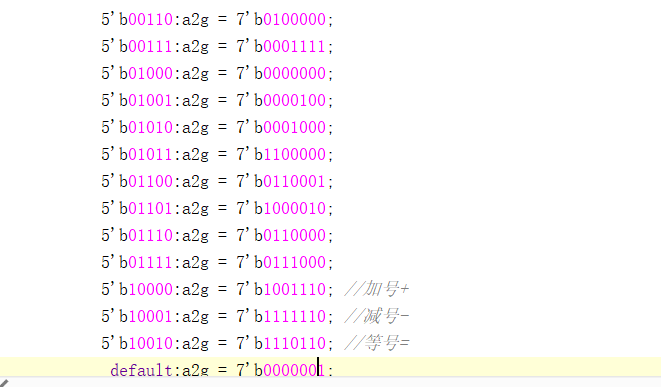 5'b00110:a2g = 7'b0100000;
5'b00111:a2g = 7'b0001111;
5'b01000:a2g = 7'b0000000;
5'b01001:a2g = 7'b0000100;
5'b01010:a2g = 7'b0001000;
5'b01011:a2g = 7'b1100000;
5'b01100:a2g = 7'b0110001;
5'b01101:a2g = 7'b1000010;
5'b01110:a2g = 7'b0110000;
5'b01111:a2g = 7'b0111000;
5'b10000:a2g = 7'b1001110; //加号+
5'b10001:a2g = 7'b1111110; //减号-
5'b10010:a2g = 7'b1110110; //等号=
default:a2g = 7'b0000001;